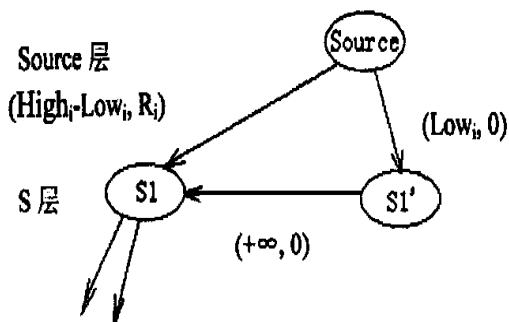 Source
Source 层
(High_i-Low_i, R_i)
(Low_i, 0)
S 层
S1
S1'
(+∞, 0)